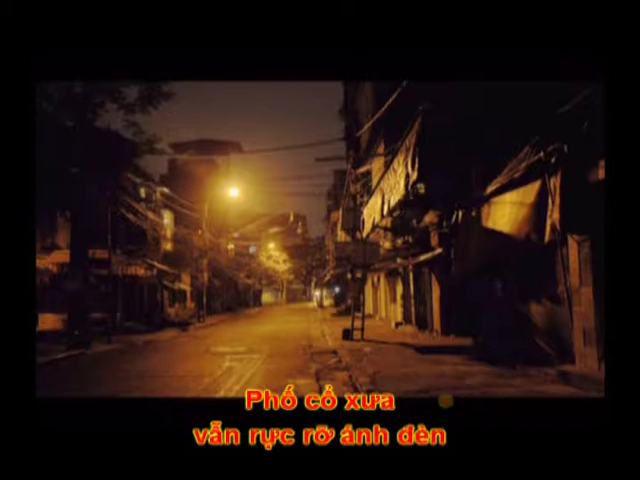 Phố cổ xưa
vẫn rực rỡ ánh đèn